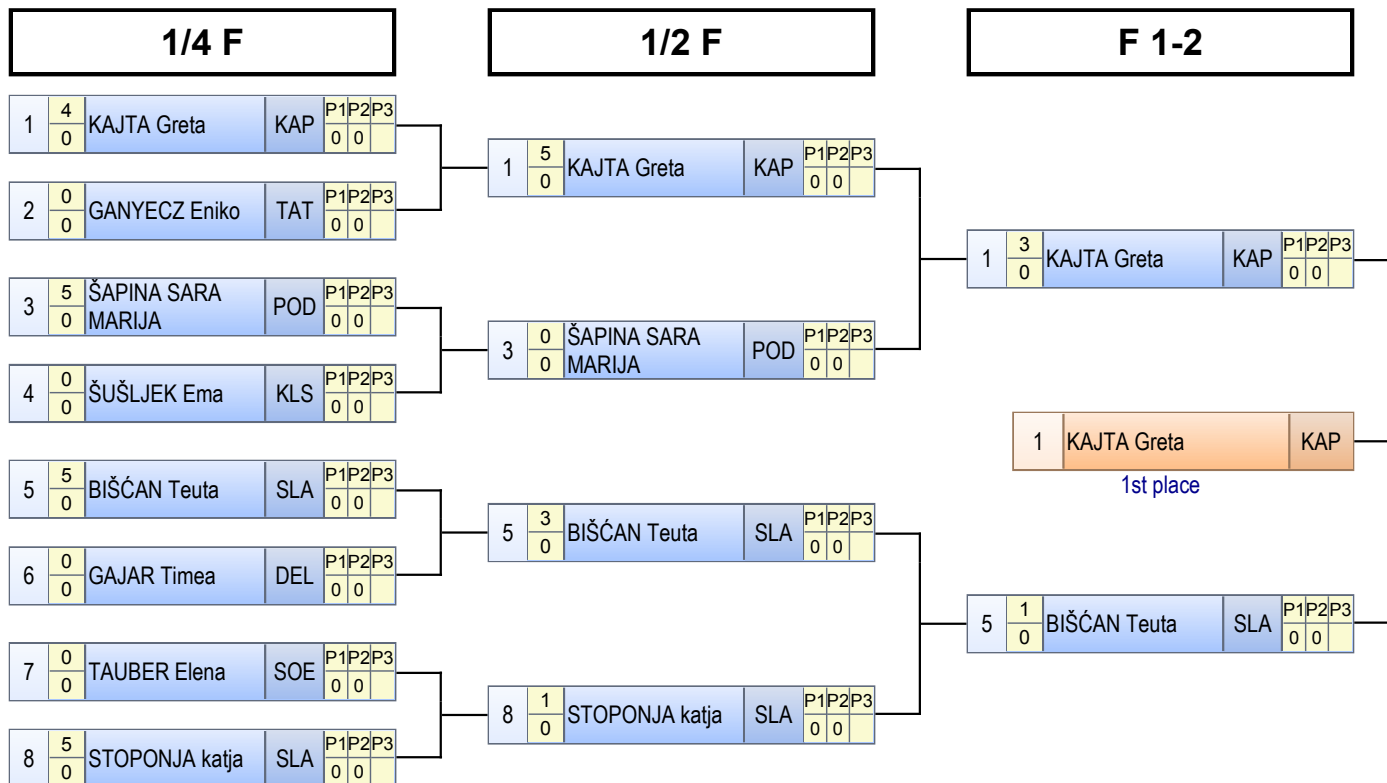 1/4 F
1/2 F
F 1-2
1 4 0 KAJTA Greta KAP P1 P2 P3 0 0
2 0 0 GANYECZ Eniko TAT P1 P2 P3 0 0
3 5 0 ŠAPINA SARA
MARIJA POD P1 P2 P3 0 0
4 0 0 ŠUŠLJEK Ema KLS P1 P2 P3 0 0
5 5 0 BIŠĆAN Teuta SLA P1 P2 P3 0 0
6 0 0 GAJAR Timea DEL P1 P2 P3 0 0
7 0 0 TAUBER Elena SOE P1 P2 P3 0 0
8 5 0 STOPONJA katja SLA P1 P2 P3 0 0
1 5 0 KAJTA Greta KAP P1 P2 P3 0 0
3 0 0 ŠAPINA SARA
MARIJA POD P1 P2 P3 0 0
5 3 0 BIŠĆAN Teuta SLA P1 P2 P3 0 0
8 1 0 STOPONJA katja SLA P1 P2 P3 0 0
1 3 0 KAJTA Greta KAP P1 P2 P3 0 0
1 KAJTA Greta KAP
1st place
5 1 0 BIŠĆAN Teuta SLA P1 P2 P3 0 0